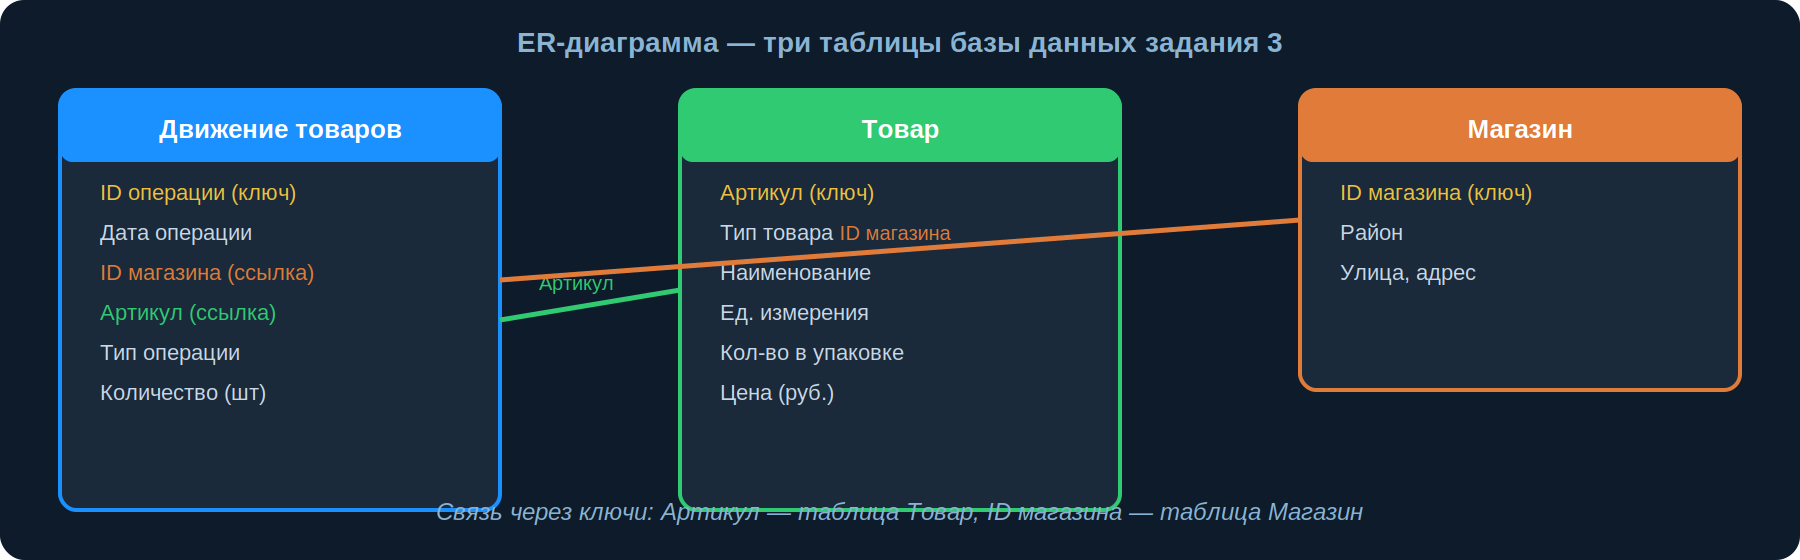 ER-диаграмма — три таблицы базы данных задания 3
Движение товаров
ID операции (ключ)
Дата операции
ID магазина (ссылка)
Артикул (ссылка)
Тип операции
Количество (шт)
Артикул
Товар
Артикул (ключ)
Тип товара
ID магазина
Наименование
Ед. измерения
Кол-во в упаковке
Цена (руб.)
Магазин
ID магазина (ключ)
Район
Улица, адрес
Связь через ключи: Артикул — таблица Товар, ID магазина — таблица Магазин